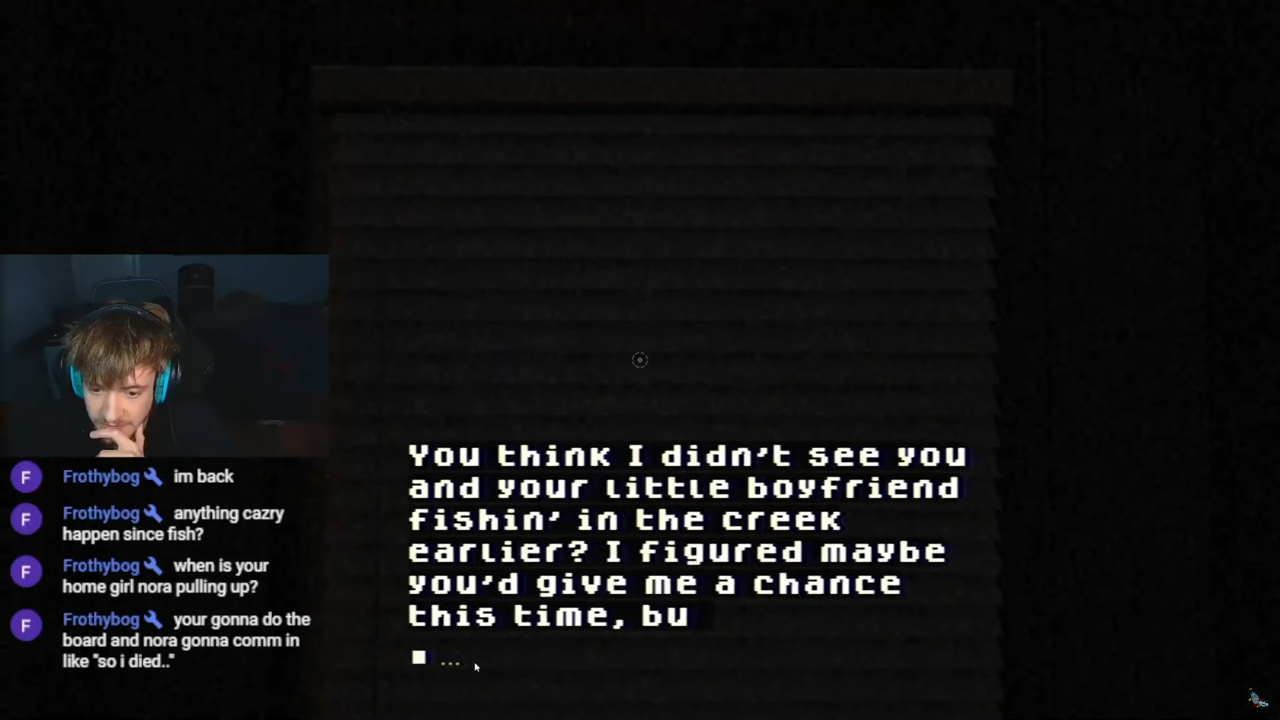 You think I didn't see you
and your little boyfriend
fishin' in the creek
earlier? I figured maybe
you'd give me a chance
this time, bu
...
F Frothybog im back
F Frothybog anything cazry
happen since fish?
F Frothybog when is your
home girl nora pulling up?
F Frothybog your gonna do the
board and nora gonna comm in
like "so i died.."